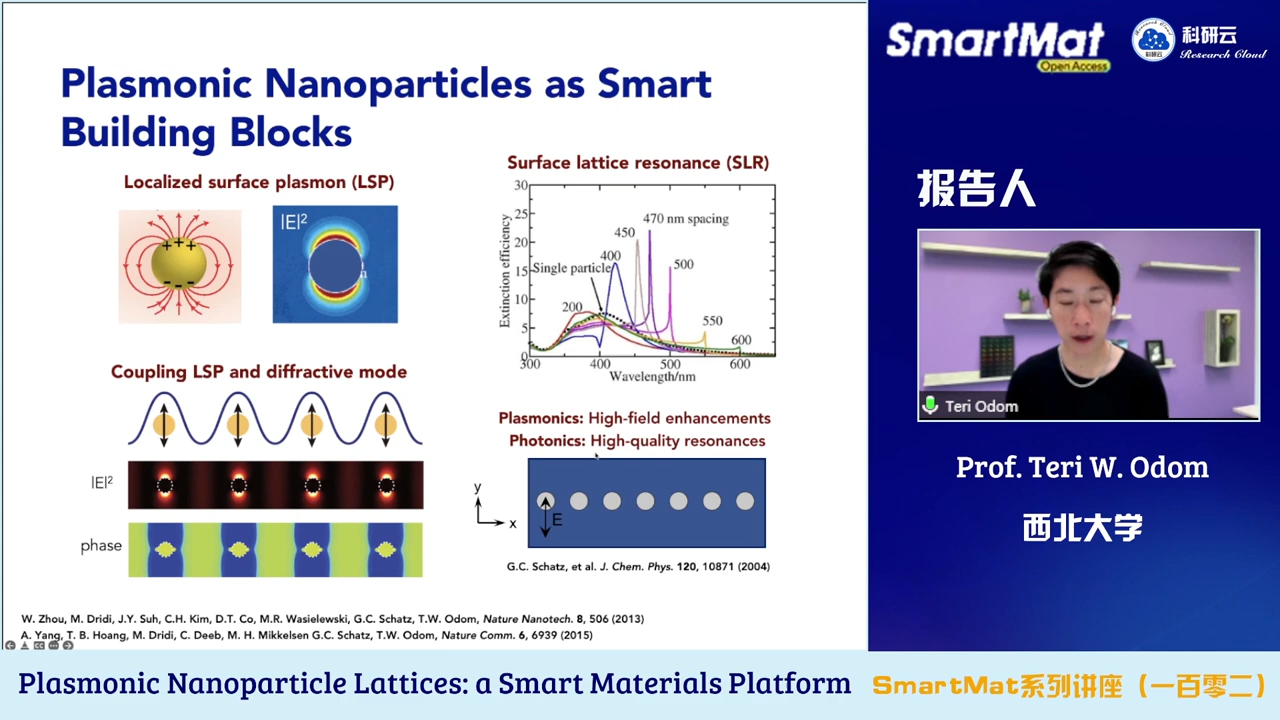 Plasmonic Nanoparticles as Smart
Building Blocks
Localized surface plasmon (LSP)
|E|²
Coupling LSP and diffractive mode
|E|²
phase
Surface lattice resonance (SLR)
Extinction efficiency
30
25
20
15
10
5
0
300
400
500
600
Wavelength/nm
Single particle
200
400
450
470 nm spacing
500
550
600
Plasmonics: High-field enhancements
Photonics: High-quality resonances
y
x
E
G.C. Schatz, et al. J. Chem. Phys. 120, 10871 (2004)
W. Zhou, M. Dridi, J.Y. Suh, C.H. Kim, D.T. Co, M.R. Wasielewski, G.C. Schatz, T.W. Odom, Nature Nanotech. 8, 506 (2013)
A. Yang, T. B. Hoang, M. Dridi, C. Deeb, M. H. Mikkelsen G.C. Schatz, T.W. Odom, Nature Comm. 6, 6939 (2015)
SmartMat
Open Access
科研云
Research Cloud
报告人
Teri Odom
Prof. Teri W. Odom
西北大学
Plasmonic Nanoparticle Lattices: a Smart Materials Platform
SmartMat系列讲座（一百零二）